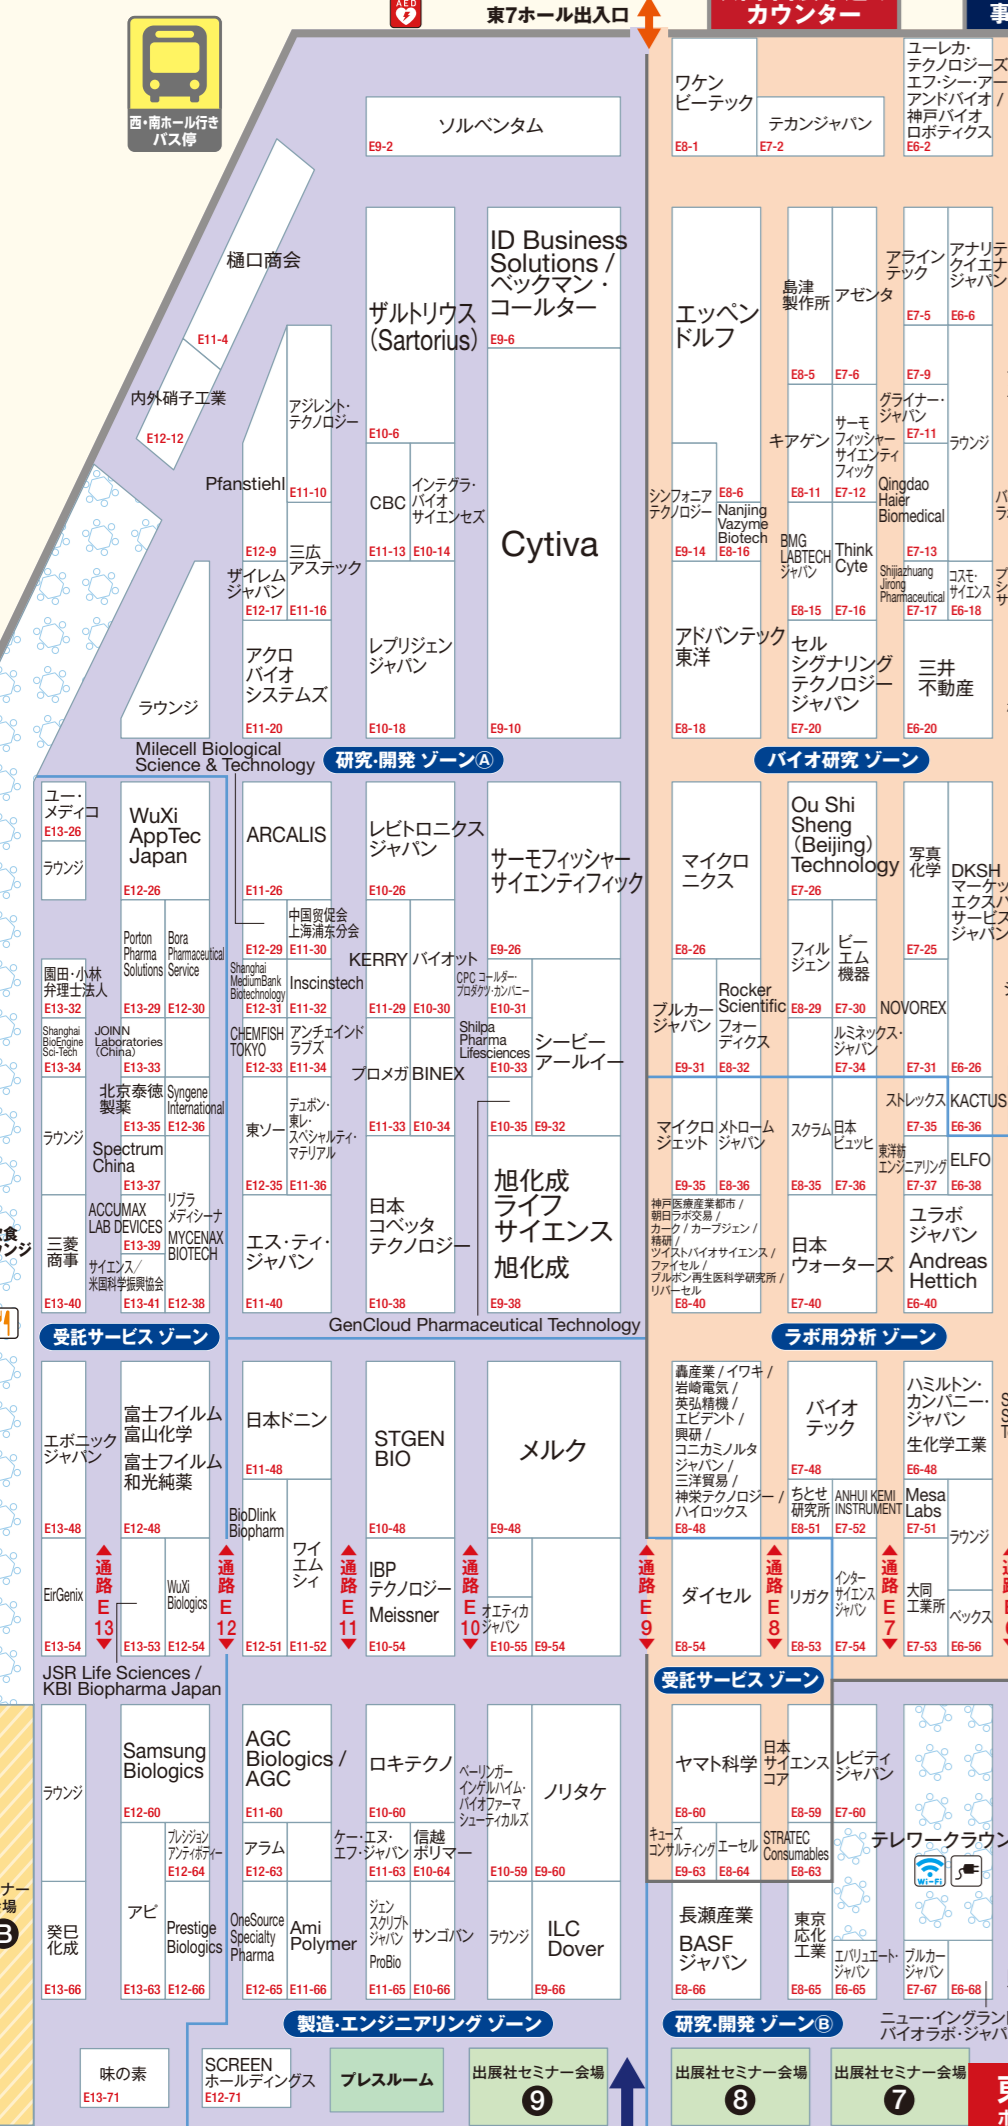 AED
東7ホール出入口
カウンター
西・南ホール行き
バス停
ソルベンタム
E9-2
ワケン
ビーテック
E8-1
テカンジャパン
E7-2
ユーレカ・
テクノロジーズ
エフ・シー・アー
アンドバイオ /
神戸バイオ
ロボティクス
E6-2
樋口商会
E11-4
内外硝子工業
E12-12
アジレント・
テクノロジー
E11-10
Pfanstiehl
E12-9
三広
アステック
E11-16
ザイレム
ジャパン
E12-17
アクロ
バイオ
システムズ
E11-20
ラウンジ
ザルトリウス
(Sartorius)
E10-6
CBC
E11-13
インテグラ・
バイオ
サイエンセズ
E10-14
レプリジェン
ジャパン
E10-18
ID Business
Solutions /
ベックマン・
コールター
E9-6
Cytiva
E9-10
エッペン
ドルフ
E8-6
シンフォニア
テクノロジー
E9-14
Nanjing
Vazyme
Biotech
E8-16
アドバンテック
東洋
E8-18
島津
製作所
E8-5
アゼンタ
E7-6
キアゲン
E8-11
サーモ
フィッシャー
サイエンティ
フィック
E7-12
BMG
LABTECH
ジャパン
E8-15
Think
Cyte
E7-16
セル
シグナリング
テクノロジー
ジャパン
E7-20
アライン
テック
E7-5
アナリテ
クイエナ
ジャパン
E6-6
E7-9
グライナー・
ジャパン
E7-11
ラウンジ
Qingdao
Haier
Biomedical
E7-13
Shijiazhuang
Jirong
Pharmaceutical
E7-17
コスモ・
サイエンス
E6-18
三井
不動産
E6-20
Milecell Biological
Science & Technology
研究・開発 ゾーンⒶ
バイオ研究 ゾーン
ユー・
メディコ
E13-26
ラウンジ
WuXi
AppTec
Japan
E12-26
Porton
Pharma
Solutions
E13-29
Bora
Pharmaceutical
Service
E12-30
園田・小林
弁理士法人
E13-32
Shanghai
BioEngine
Sci-Tech
E13-34
JOINN
Laboratories
(China)
E13-33
北京泰徳
製薬
E13-35
Syngene
International
E12-36
ラウンジ
Spectrum
China
E13-37
ACCUMAX
LAB DEVICES
E13-39
リブラ
メディシーナ
MYCENAX
BIOTECH
E12-38
三菱
商事
E13-40
サイエンス/
米国科学振興協会
E13-41
ARCALIS
E11-26
E12-29
中国贸促会
上海浦东分会
E11-30
Shanghai
MediumBank
Biotechnology
E12-31
Inscinstech
E11-32
CHEMFISH
TOKYO
E12-33
アンチェインド
ラブズ
E11-34
東ソー
E12-35
デュポン・
東レ・
スペシャルティ・
マテリアル
E11-36
エス・ティ・
ジャパン
E11-40
レビトロニクス
ジャパン
E10-26
KERRY
E11-29
バイオット
E10-30
プロメガ
E11-33
BINEX
E10-34
日本
コベッタ
テクノロジー
E10-38
サーモフィッシャー
サイエンティフィック
E9-26
CPC コールダー・
プロダクツ・カンパニー
E10-31
Shilpa
Pharma
Lifesciences
E10-33
シービー
アールイー
E9-32
E10-35
旭化成
ライフ
サイエンス
旭化成
E9-38
GenCloud Pharmaceutical Technology
マイクロ
ニクス
E8-26
ブルカー
ジャパン
E9-31
Rocker
Scientific
フォー
ディクス
E8-32
マイクロ
ジェット
E9-35
メトローム
ジャパン
E8-36
神戸医療産業都市 /
朝日ラボ交易 /
カーク / カーブジェン /
精研 /
ツイストバイオサイエンス /
ファイセル /
ブルボン再生医科学研究所 /
リバーセル
E8-40
Ou Shi
Sheng
(Beijing)
Technology
E7-26
フィル
ジェン
E8-29
ビー
エム
機器
E7-30
ルミネックス・
ジャパン
E7-34
スクラム
E8-35
日本
ビュッヒ
E7-36
日本
ウォーターズ
E7-40
写真
化学
E7-25
DKSH
マーケッ
エクスパ
サービス
ジャパン
E6-26
NOVOREX
E7-31
ストレックス
E7-35
KACTUS
E6-36
東洋紡
エンジニアリング
E7-37
ELFO
E6-38
ユラボ
ジャパン
Andreas
Hettich
E6-40
受託サービス ゾーン
ラボ用分析 ゾーン
エボニック
ジャパン
E13-48
富士フイルム
富山化学
富士フイルム
和光純薬
E12-48
日本ドニン
E11-48
STGEN
BIO
E10-48
メルク
E9-48
轟産業 / イワキ /
岩崎電気 /
英弘精機 /
エビデント /
興研 /
コニカミノルタ
ジャパン /
三洋貿易 /
神栄テクノロジー /
ハイロックス
E8-48
バイオ
テック
E7-48
ちとせ
研究所
E8-51
ANHUI KEMI
INSTRUMENT
E7-52
ハミルトン・
カンパニー・
ジャパン
生化学工業
E6-48
Mesa
Labs
E7-51
ラウンジ
EirGenix
E13-54
通路E13
E13-53
WuXi
Biologics
E12-54
通路E12
BioDlink
Biopharm
E12-51
ワイ
エム
シィ
E11-52
通路E11
IBP
テクノロジー
Meissner
E10-54
通路E10
オエティカ
ジャパン
E10-55
E9-54
通路E9
ダイセル
E8-54
通路E8
リガク
E8-53
インター
サイエンス
ジャパン
E7-54
通路E7
大同
工業所
E7-53
ベックス
E6-56
JSR Life Sciences /
KBI Biopharma Japan
受託サービス ゾーン
ラウンジ
Samsung
Biologics
E12-60
プレシジョン
アンティボディー
E12-64
発巳
化成
E13-66
アピ
E13-63
Prestige
Biologics
E12-66
AGC
Biologics /
AGC
E11-60
アラム
E12-63
OneSource
Specialty
Pharma
E12-65
Ami
Polymer
E11-66
ロキテクノ
E10-60
ケー・エヌ・
エフ・ジャパン
E11-63
信越
ポリマー
E10-64
ジェン
スクリプト
ジャパン
ProBio
E11-65
サンゴバン
E10-66
ベーリンガー
インゲルハイム・
バイオファーマ
シューティカルズ
E10-59
ノリタケ
E9-60
ラウンジ
ILC
Dover
E9-66
ヤマト科学
E8-60
日本
サイエンス
コア
E8-59
レビティ
ジャパン
E7-60
キューズ
コンサルティング
E9-63
エーセル
E8-64
STRATEC
Consumables
E8-63
テレワークラウン
Wi-Fi
長瀬産業
BASF
ジャパン
E8-66
東京
応化
工業
E8-65
エバリュエート・
ジャパン
E6-65
ブルカー
ジャパン
E7-67
E6-68
ニュー・イングラン
バイオラボ・ジャパ
製造・エンジニアリング ゾーン
研究・開発 ゾーンⒷ
味の素
E13-71
SCREEN
ホールディングス
E12-71
プレスルーム
出展社セミナー会場
9
出展社セミナー会場
8
出展社セミナー会場
7